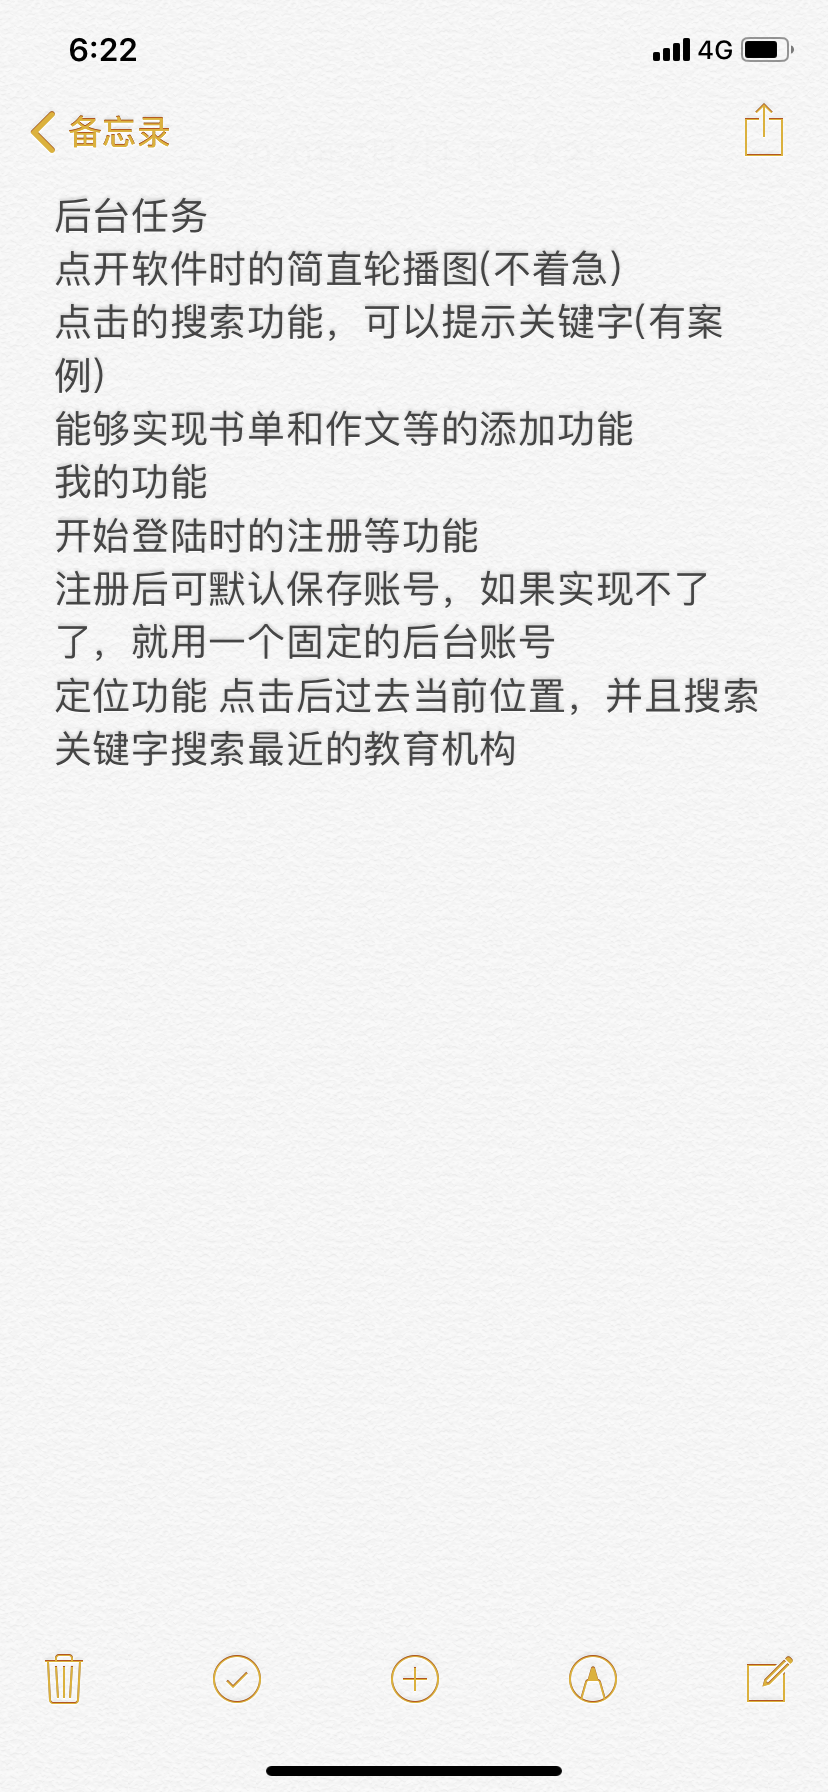 6:22
4G
备忘录
后台任务
点开软件时的简直轮播图(不着急)
点击的搜索功能，可以提示关键字(有案
例)
能够实现书单和作文等的添加功能
我的功能
开始登陆时的注册等功能
注册后可默认保存账号，如果实现不了
了，就用一个固定的后台账号
定位功能 点击后过去当前位置，并且搜索
关键字搜索最近的教育机构